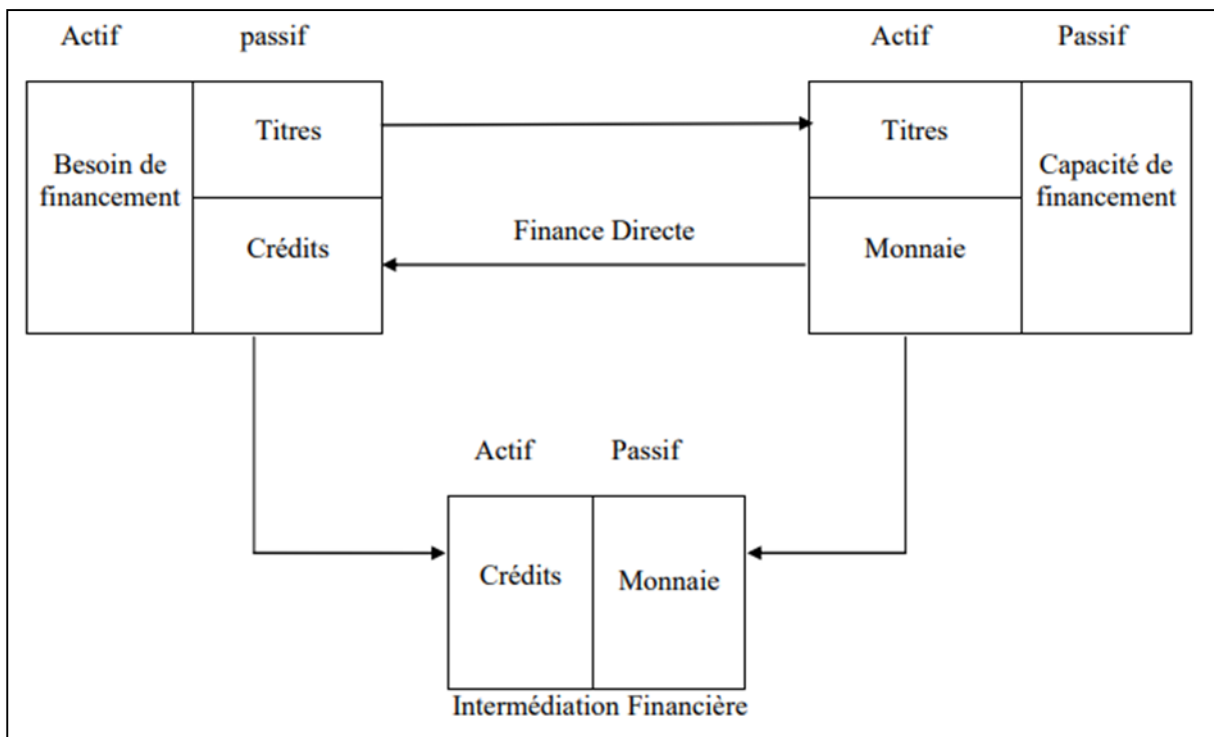 Actif passif Actif Passif
Titres Titres
Besoin de
financement
Capacité de
financement
Crédits Finance Directe Monnaie
Actif Passif
Crédits Monnaie
Intermédiation Financière